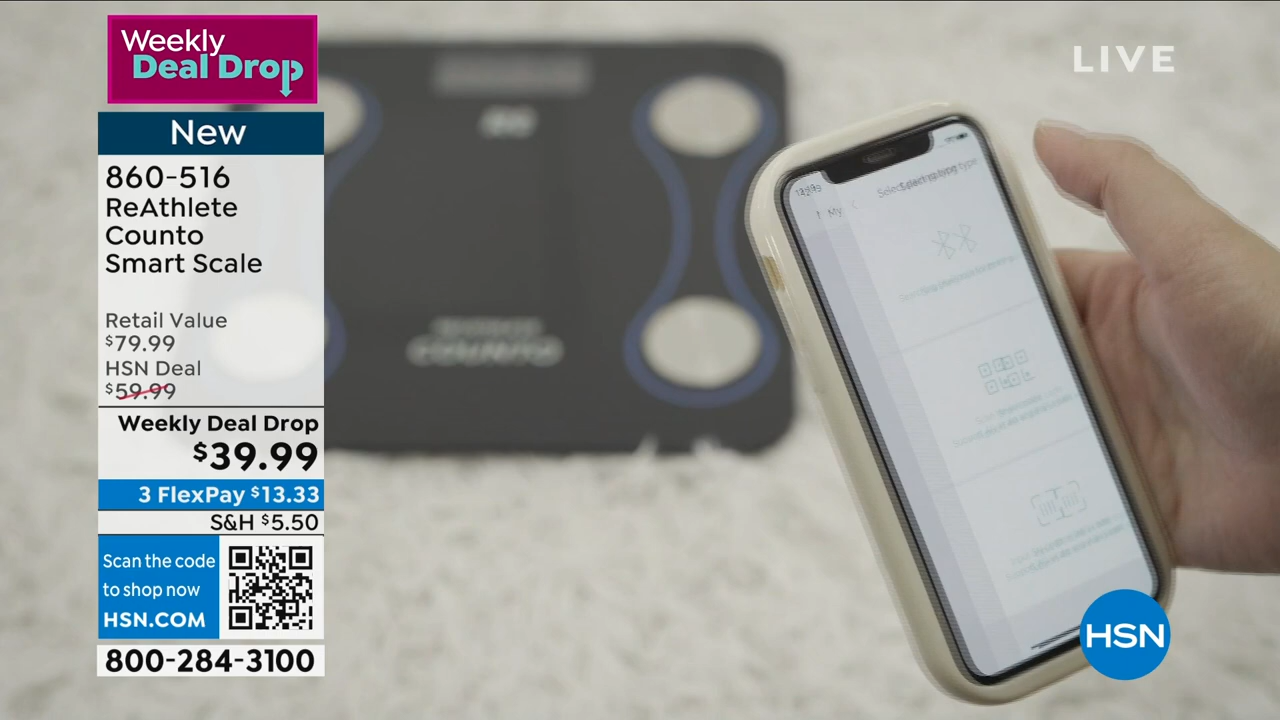 Weekly
Deal Drop
New
860-516
ReAthlete
Counto
Smart Scale
Retail Value
$79.99
HSN Deal
$59.99
Weekly Deal Drop
$39.99
3 FlexPay $13.33
S&H $5.50
Scan the code
to shop now
HSN.COM
800-284-3100
LIVE
COUNTO
My
HSN